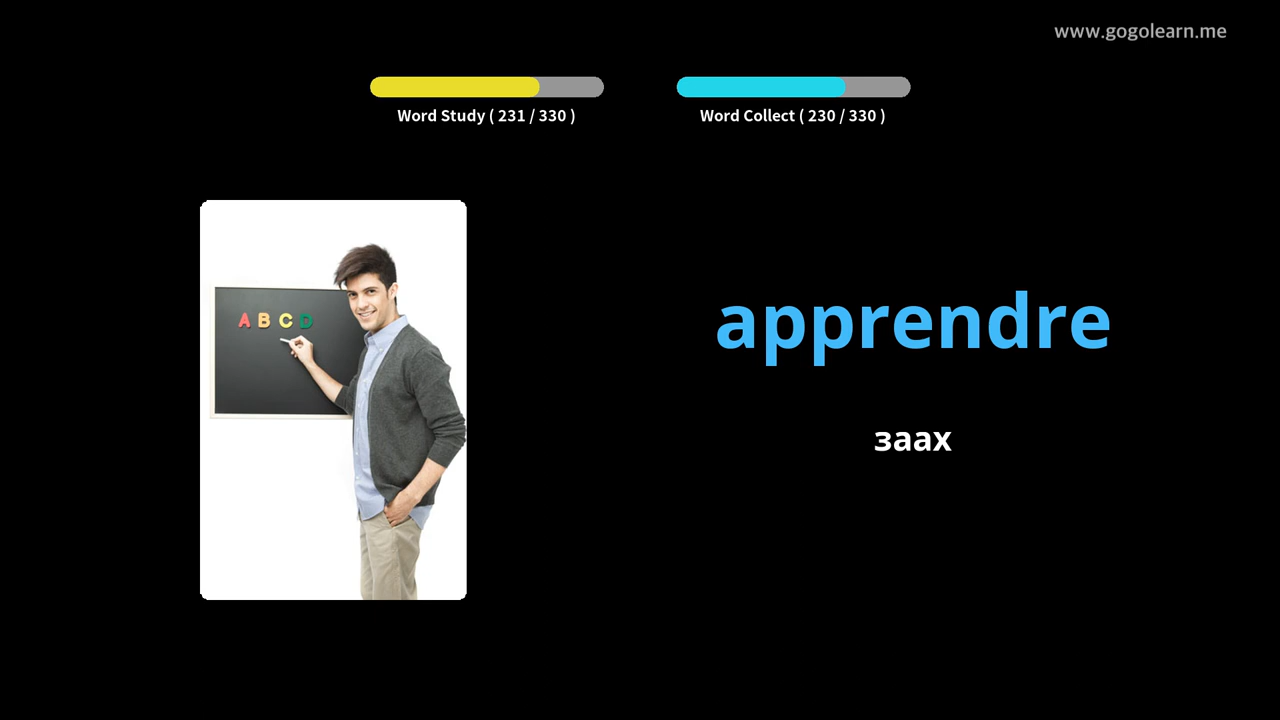 www.gogolearn.me
Word Study ( 231 / 330 )
Word Collect ( 230 / 330 )
A B C D
apprendre
заах